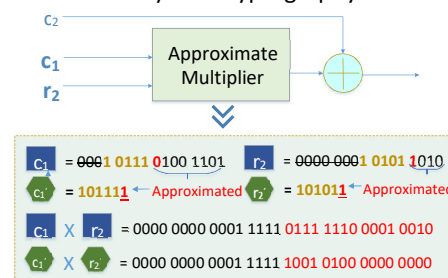 c₂
c₁
r₂
Approximate
Multiplier
c₁ = 0001 0111 0100 1101
r₂ = 0000 0001 0101 1010
c₁' = 101111 Approximated
r₂' = 101011 Approximated
c₁ X r₂ = 0000 0000 0001 1111 0111 1110 0001 0010
c₁' X r₂' = 0000 0000 0001 1111 1001 0100 0000 0000